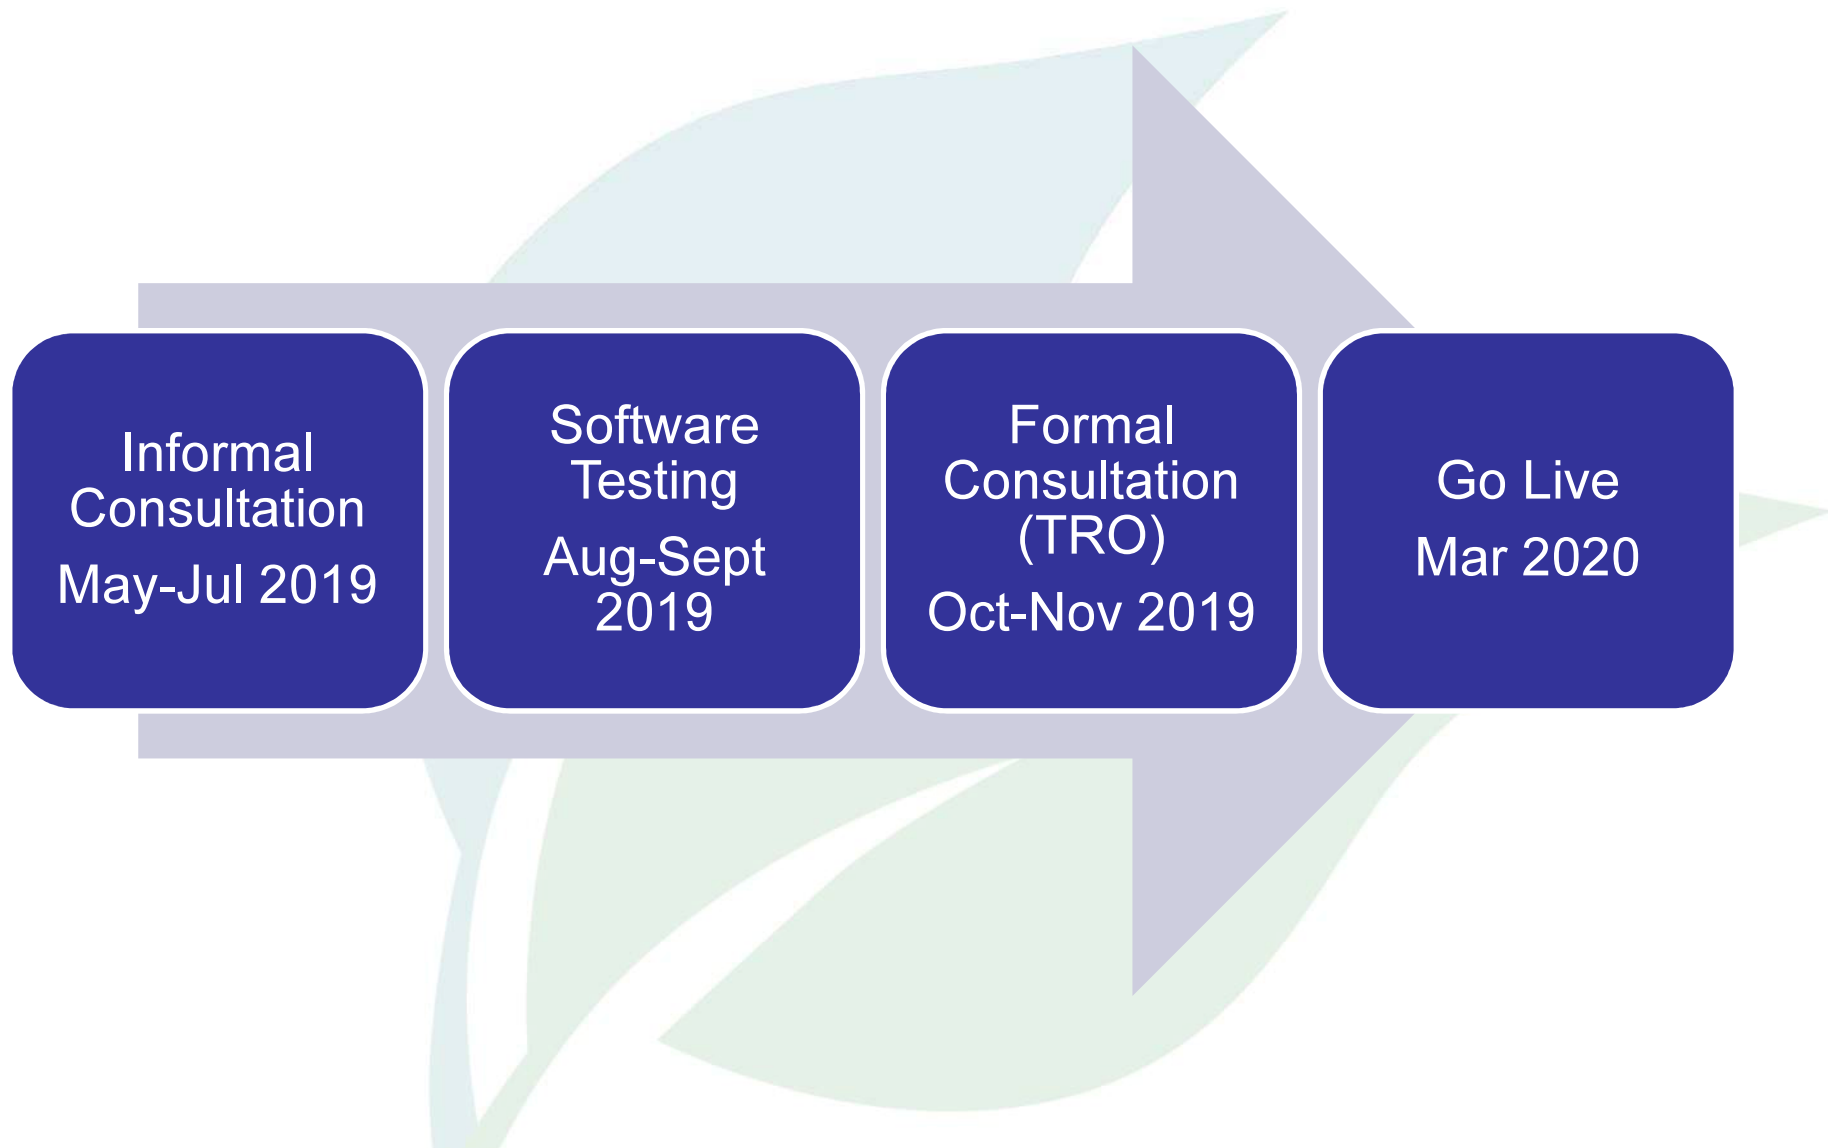 Informal
Consultation
May-Jul 2019
Software
Testing
Aug-Sept
2019
Formal
Consultation
(TRO)
Oct-Nov 2019
Go Live
Mar 2020